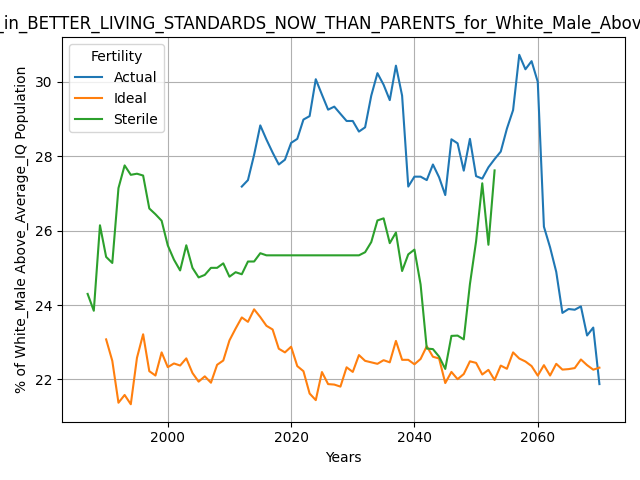 _in_BETTER_LIVING_STANDARDS_NOW_THAN_PARENTS_for_White_Male_Abov
Fertility
Actual
Ideal
Sterile
% of White_Male Above_Average_IQ Population
30
28
26
24
22
2000
2020
2040
2060
Years